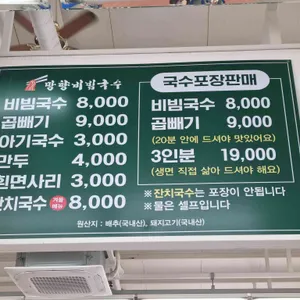 망향비빔국수
비빔국수 8,000
곱빼기 9,000
아기국수 3,000
만두 4,000
흰면사리 3,000
잔치국수 8,000
국수포장판매
비빔국수 8,000
곱빼기 9,000
(20분 안에 드셔야 맛있어요)
3인분 19,000
(생면 직접 삶아 드셔야 해요)
※잔치국수는 포장이 안됩니다
※물은 셀프입니다
원산지 : 배추(국내산), 돼지고기(국내산)